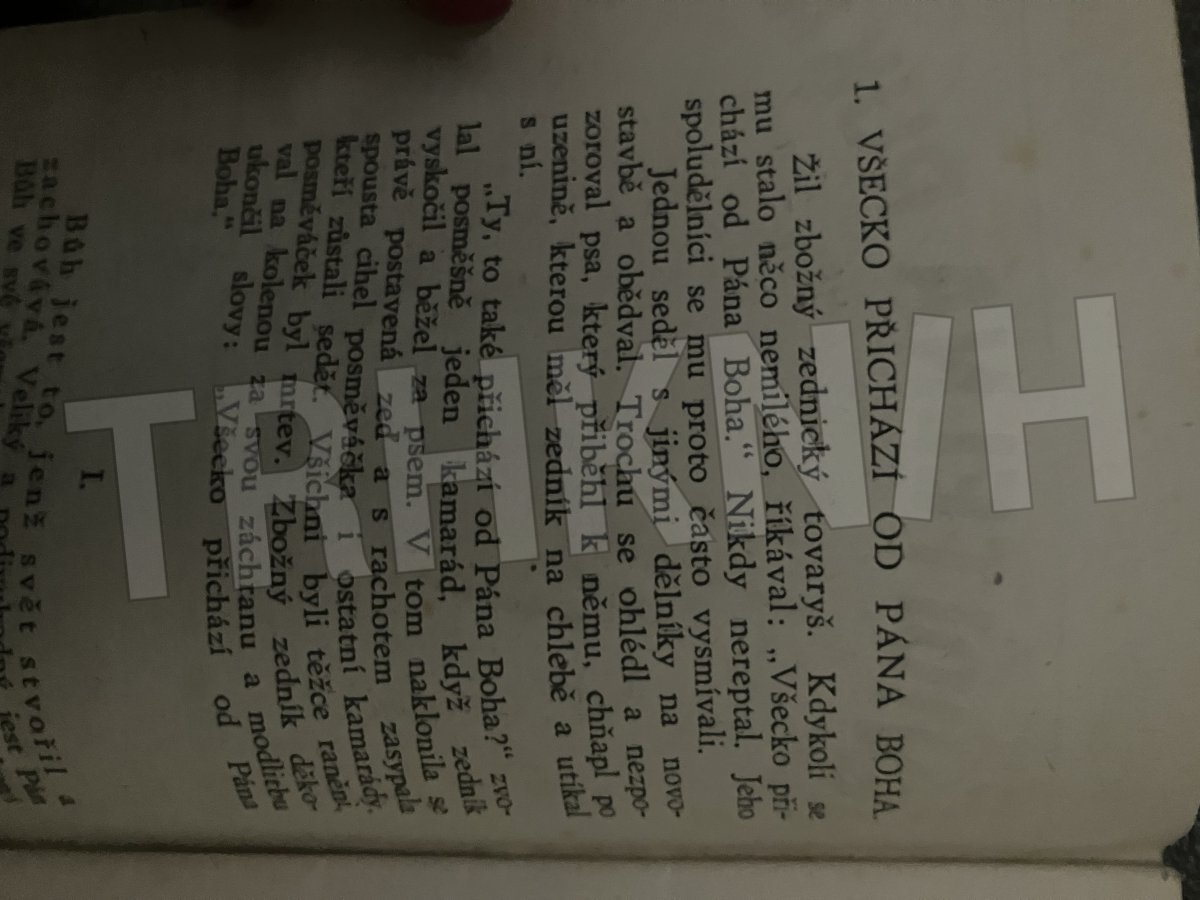 1. VŠECKO PŘICHÁZÍ OD PÁNA BOHA
Žil zbožný zednický tovaryš. Kdykoli se
mu stalo něco nemilého, říkával: „Všecko při-
chází od Pána Boha.“ Nikdy nereptal. Jeho
spoludělníci se mu proto často vysmívali.
Jednou seděl s jinými dělníky na novo-
stavbě a obědval. Trochu se ohlédl a nezpo-
zoroval psa, který přiběhl k němu, chňapl po
uzenině, kterou měl zedník na chlebě a utíkal
s ní.
„Ty, to také přichází od Pána Boha?“ zvo-
lal posměšně jeden kamarád, když zedník
vyskočil a běžel za psem. V tom naklonila se
právě postavená zeď a s rachotem zasypala
spousta cihel posměváčka i ostatní kamarády,
kteří zůstali sedět. Všichni byli těžce raněni,
posměváček byl mrtev. Zbožný zedník děko-
val na kolenou za svou záchranu a modlitbu
ukončil slovy: „Všecko přichází od Pána
Boha.“
I.
Bůh jest to, jenž svět stvořil a
zachovává. Veliký a podivuhodný jest
Bůh ve své
TRHKNIH